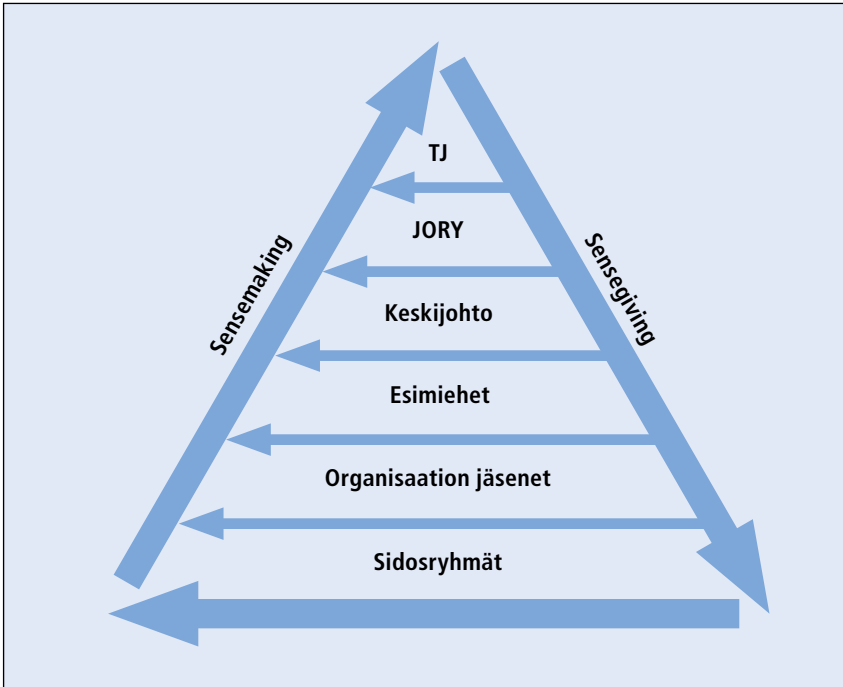 TJ
JORY
Sensemaking
Sensegiving
Keskijohto
Esimiehet
Organisaation jäsenet
Sidosryhmät